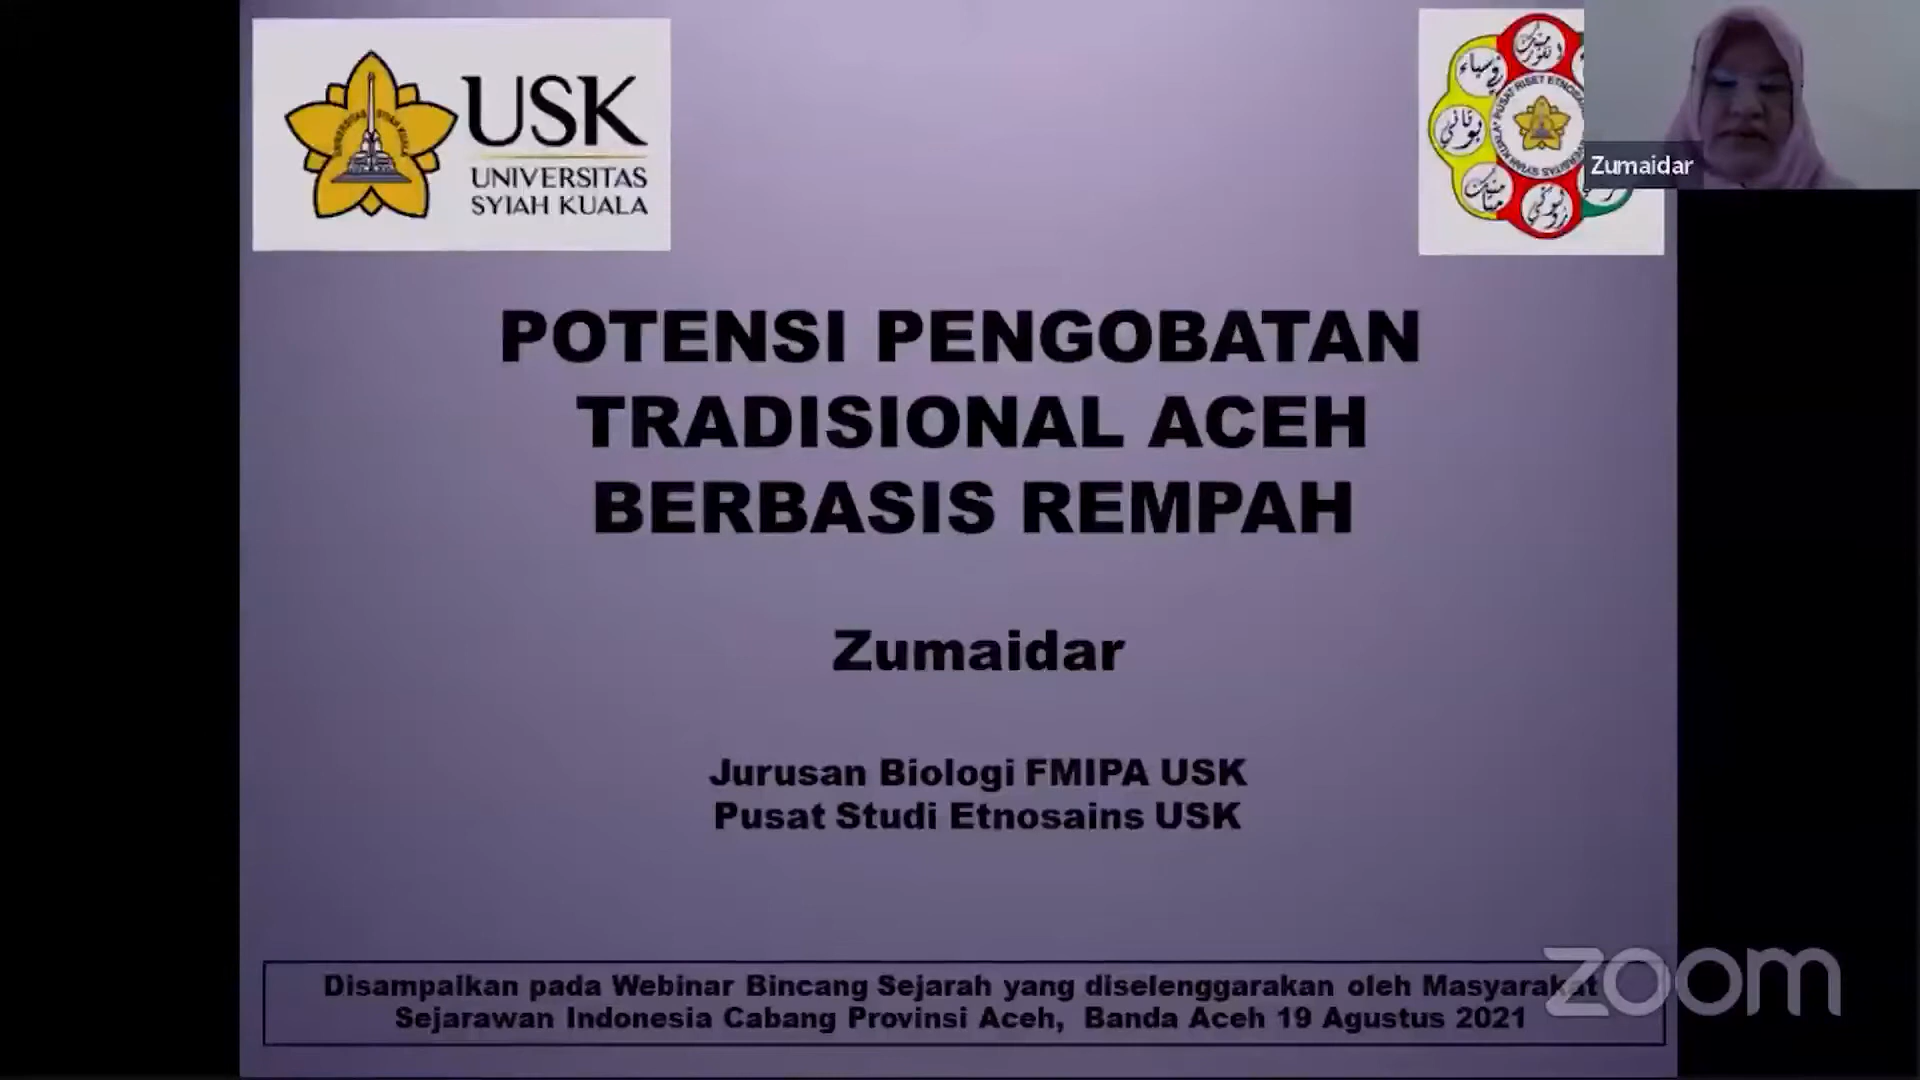 USK
UNIVERSITAS
SYIAH KUALA
Zumaidar
POTENSI PENGOBATAN
TRADISIONAL ACEH
BERBASIS REMPAH
Zumaidar
Jurusan Biologi FMIPA USK
Pusat Studi Etnosains USK
Disampaikan pada Webinar Bincang Sejarah yang diselenggarakan oleh Masyarakat
Sejarawan Indonesia Cabang Provinsi Aceh, Banda Aceh 19 Agustus 2021
zoom